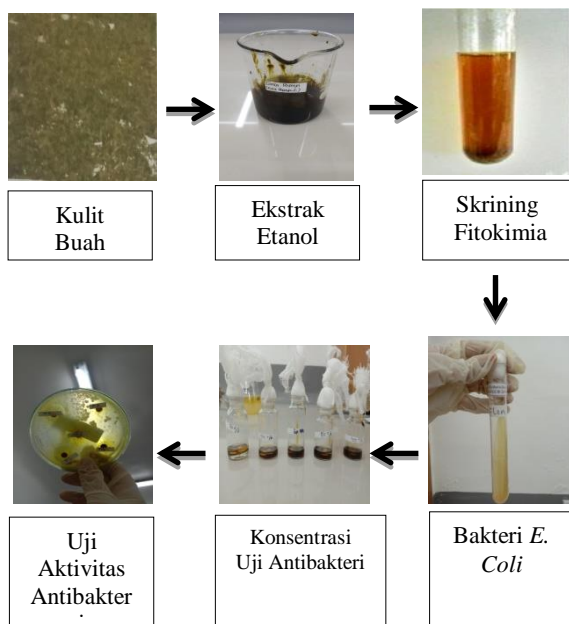 Kulit
Buah
Ekstrak
Etanol
Skrining
Fitokimia
Bakteri E.
Coli
Konsentrasi
Uji Antibakteri
Uji
Aktivitas
Antibakter